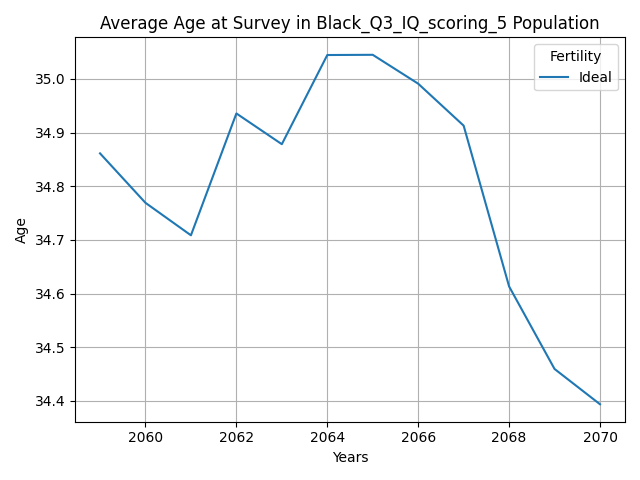 Average Age at Survey in Black_Q3_IQ_scoring_5 Population
Fertility
Ideal
35.0
34.9
34.8
34.7
34.6
34.5
34.4
Age
2060 2062 2064 2066 2068 2070
Years